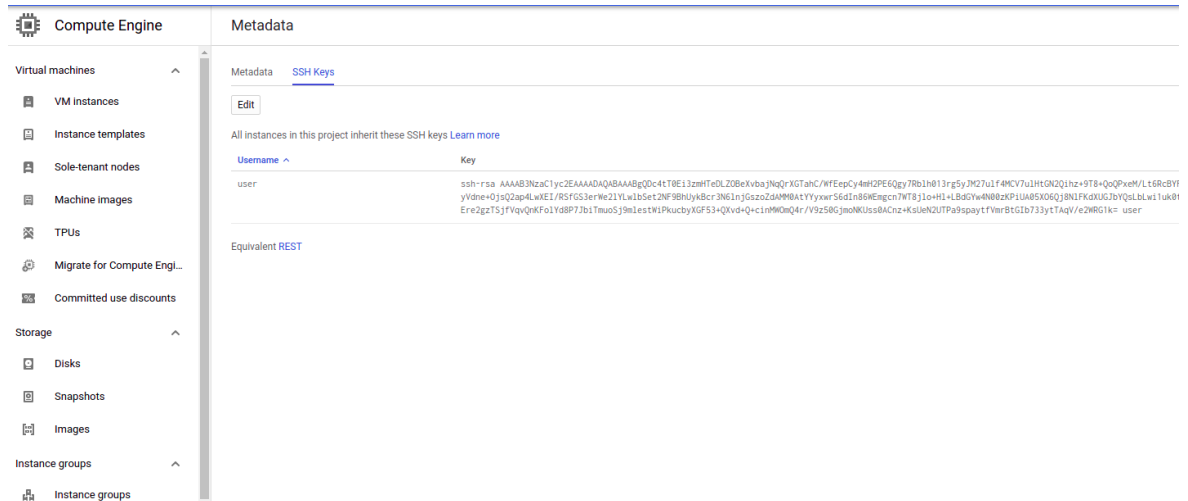 Compute Engine
Metadata
Virtual machines
VM instances
Instance templates
Sole-tenant nodes
Machine images
TPUs
Migrate for Compute Engi...
Committed use discounts
Storage
Disks
Snapshots
Images
Instance groups
Instance groups
Metadata SSH Keys
Edit
All instances in this project inherit these SSH keys Learn more
Username Key
user
ssh-rsa
user
Equivalent REST